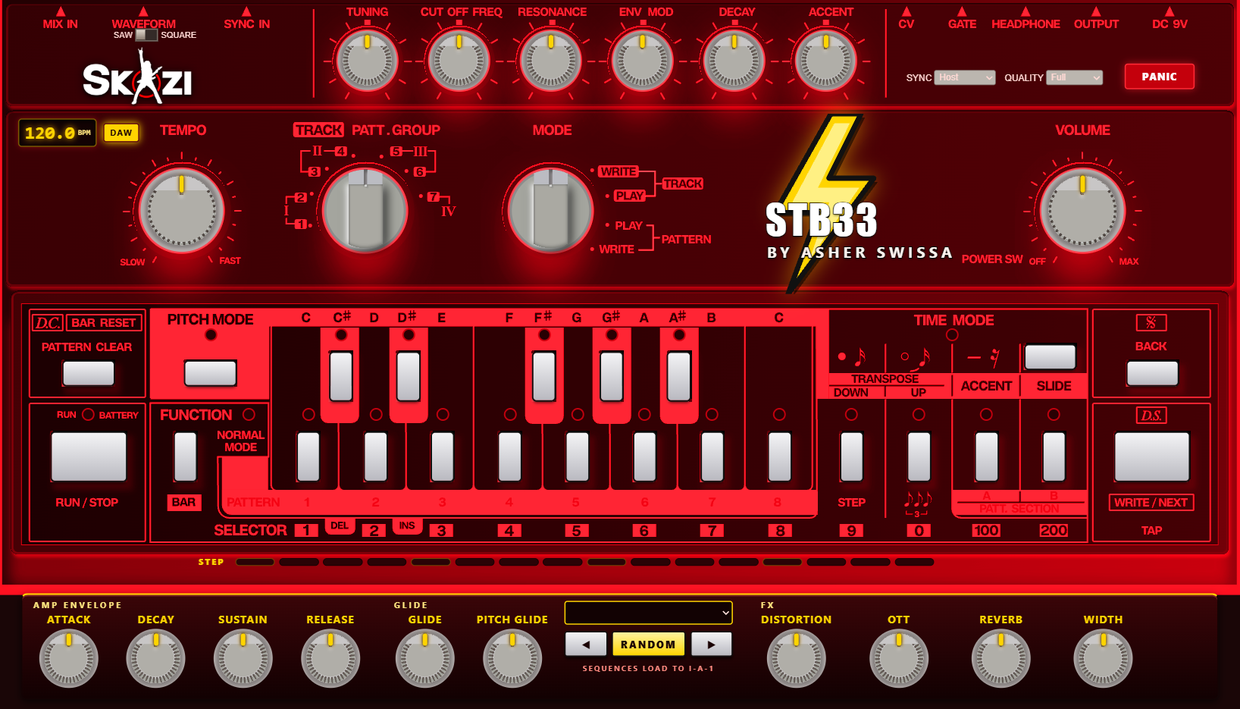 MIX IN WAVEFORM SYNC IN
SAW SQUARE
SKAZI
TUNING CUT OFF FREQ RESONANCE ENV MOD DECAY ACCENT
CV GATE HEADPHONE OUTPUT DC 9V
SYNC Host QUALITY Full PANIC
120.0 BPM DAW TEMPO
SLOW FAST
TRACK PATT.GROUP
II 4 5 III
3 6
2 7
I IV
1
MODE
WRITE
PLAY
TRACK
PLAY
WRITE
PATTERN
STB33
BY ASHER SWISSA
VOLUME
POWER SW OFF MAX
D.C. BAR RESET
PATTERN CLEAR
RUN BATTERY
RUN / STOP
PITCH MODE
C C# D D# E F F# G G# A A# B C
FUNCTION
NORMAL
MODE
BAR
PATTERN 1 2 3 4 5 6 7 8
SELECTOR 1 DEL 2 INS 3 4 5 6 7 8 9 0 100 200
TIME MODE
TRANSPOSE
DOWN UP
ACCENT SLIDE
STEP
3
A B
PATT. SECTION
BACK
D.S.
WRITE / NEXT
TAP
STEP
AMP ENVELOPE
ATTACK DECAY SUSTAIN RELEASE
GLIDE
GLIDE PITCH GLIDE
RANDOM
SEQUENCES LOAD TO I-A-1
FX
DISTORTION OTT REVERB WIDTH